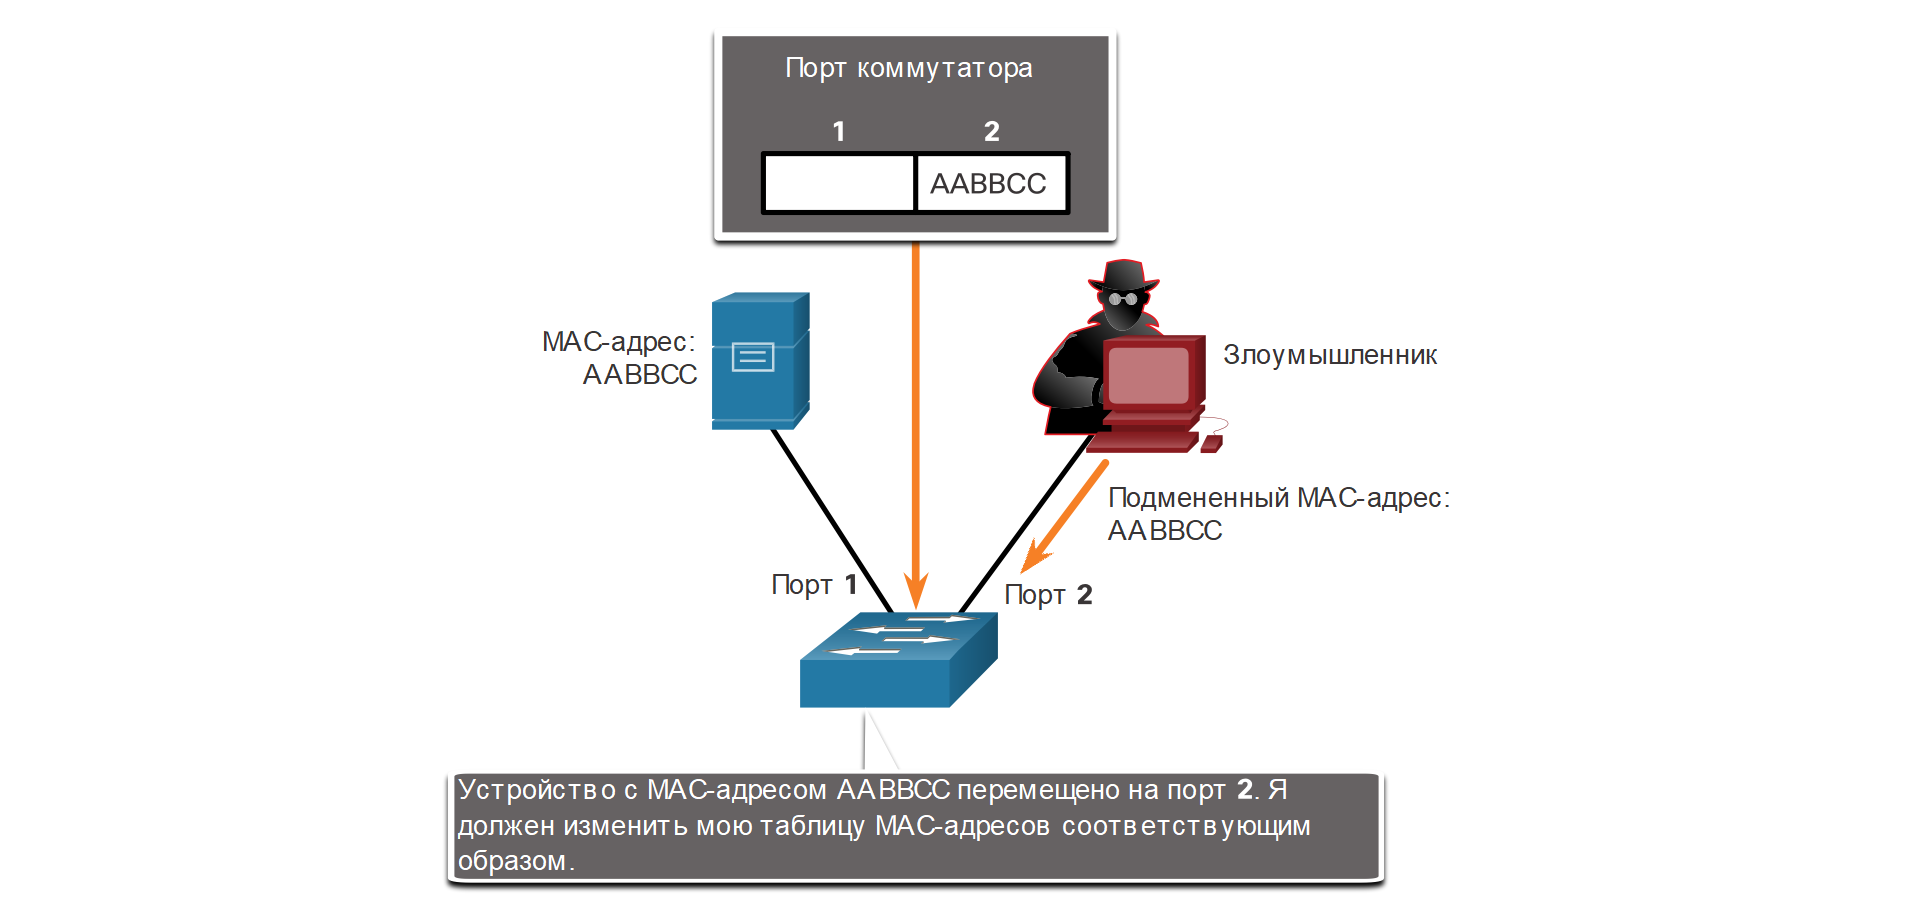 Порт коммутатора
1 2
AABBCC
MAC-адрес:
AABBCC
Злоумышленник
Подмененный MAC-адрес:
AABBCC
Порт 1
Порт 2
Устройство с MAC-адресом AABBCC перемещено на порт 2. Я
должен изменить мою таблицу MAC-адресов соответствующим
образом.